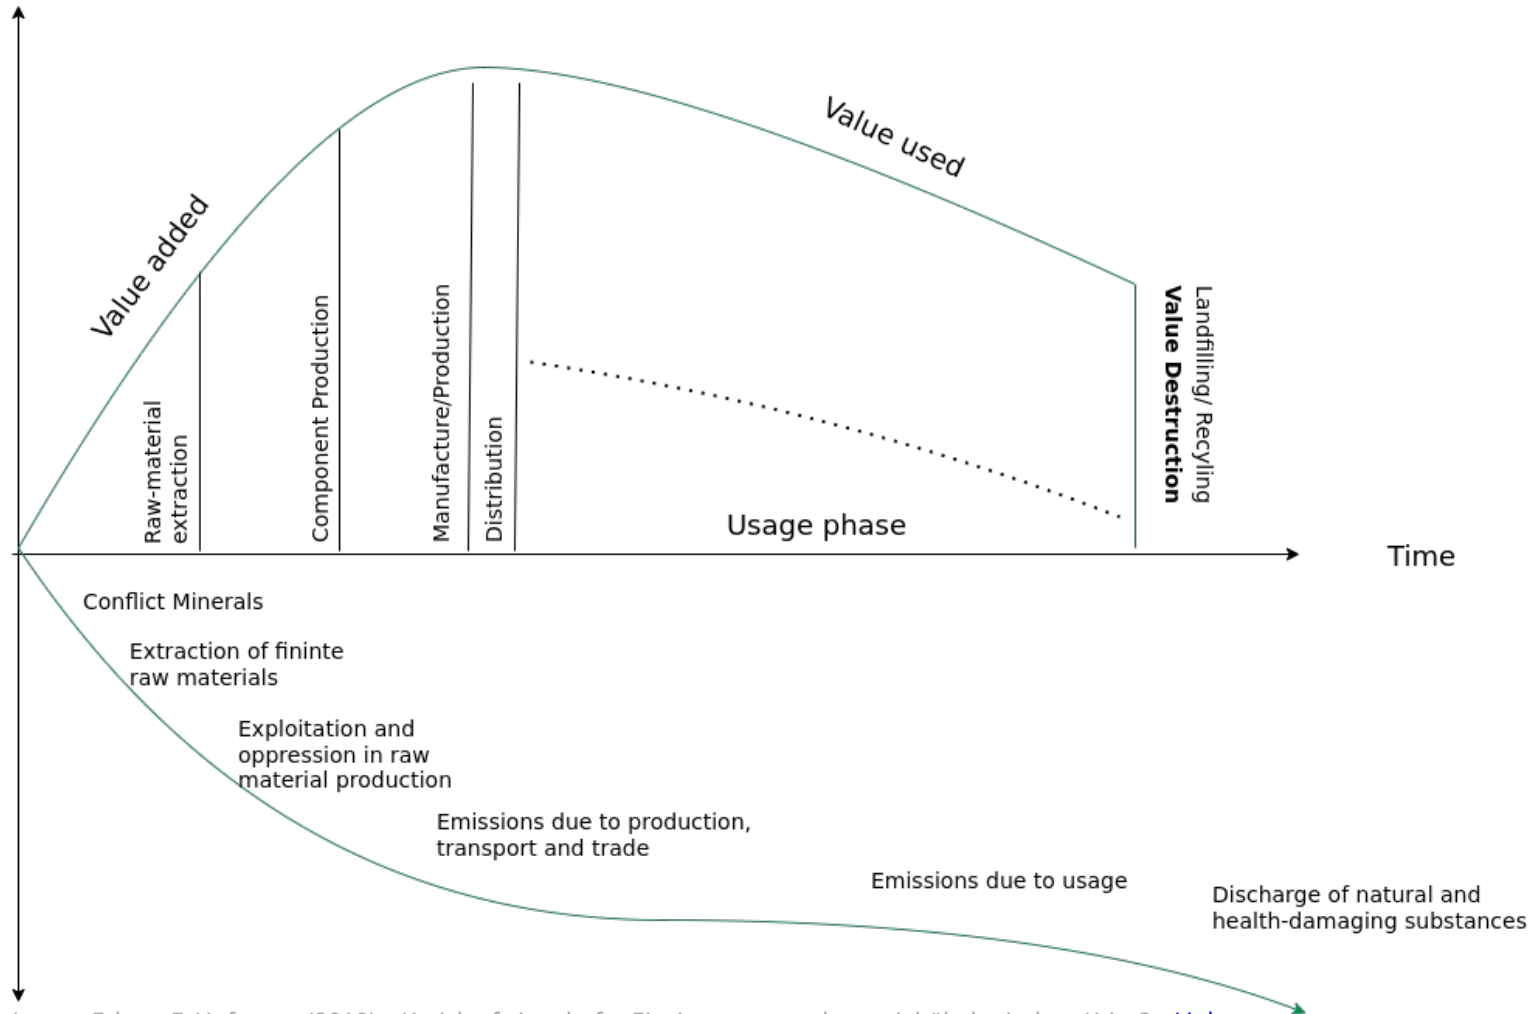 Value used
Value added
Landfilling/ Recyling
Value Destruction
Raw-material
extraction
Component Production
Manufacture/Production
Distribution
Usage phase
Time
Conflict Minerals
Extraction of fininte
raw materials
Exploitation and
oppression in raw
material production
Emissions due to production,
transport and trade
Emissions due to usage
Discharge of natural and
health-damaging substances